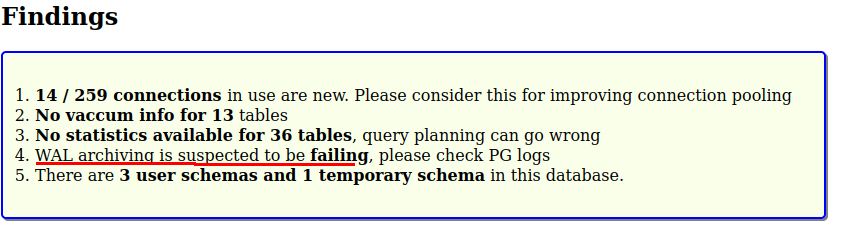 Findings
1. 14 / 259 connections in use are new. Please consider this for improving connection pooling
2. No vaccum info for 13 tables
3. No statistics available for 36 tables, query planning can go wrong
4. WAL archiving is suspected to be failing, please check PG logs
5. There are 3 user schemas and 1 temporary schema in this database.